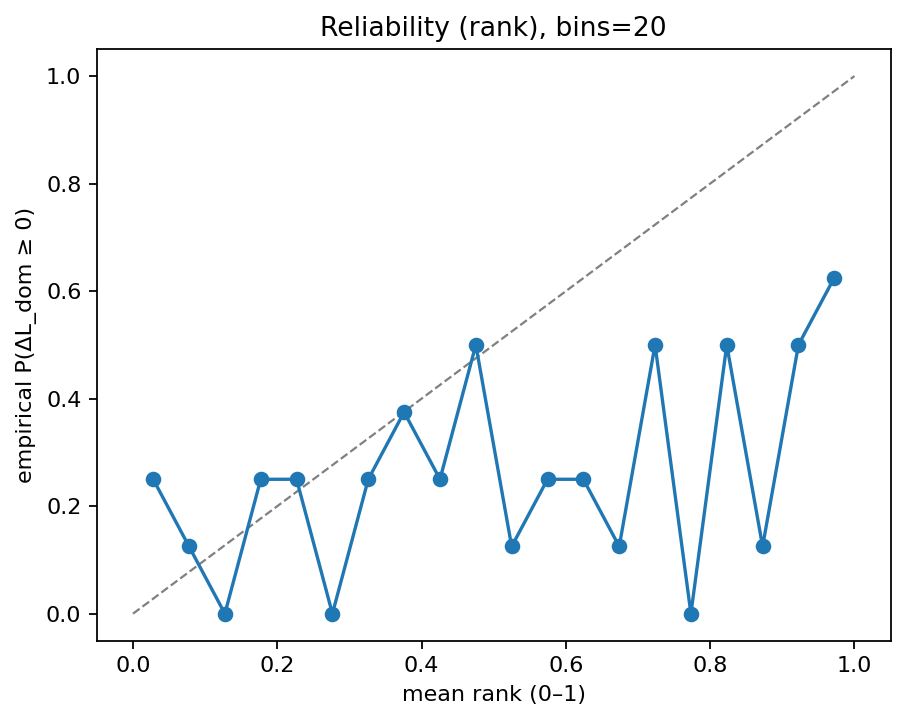 Reliability (rank), bins=20
empirical P(ΔL_dom ≥ 0)
1.0
0.8
0.6
0.4
0.2
0.0
0.0 0.2 0.4 0.6 0.8 1.0
mean rank (0–1)